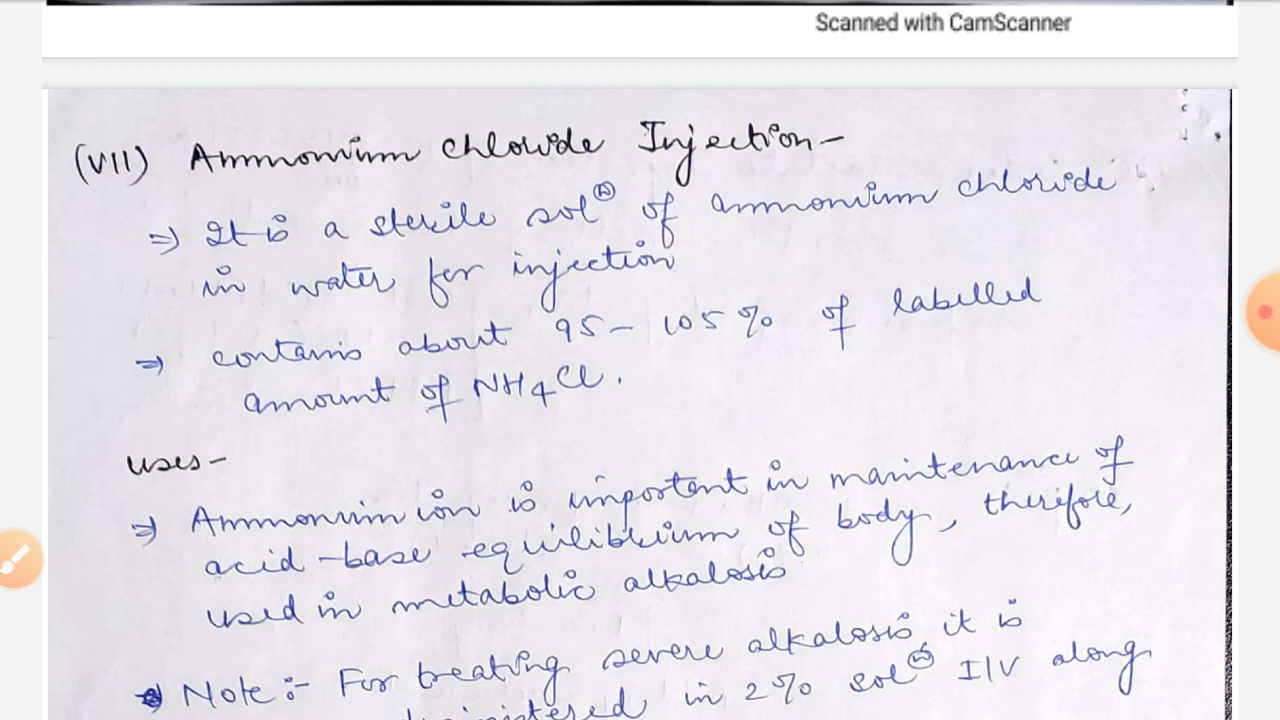 Scanned with CamScanner
(VII) Ammonium chloride Injection-
⇒ It is a sterile solⁿ of ammonium chloride
in water for injection
⇒ contains about 95- 105% of labelled
amount of NH4Cl.
uses-
⇒ Ammonium ion is important in maintenance of
acid-base equilibrium of body, therefore,
used in metabolic alkalosis
Note:- For treating severe alkalosis, it is
in 2% solⁿ I/V along